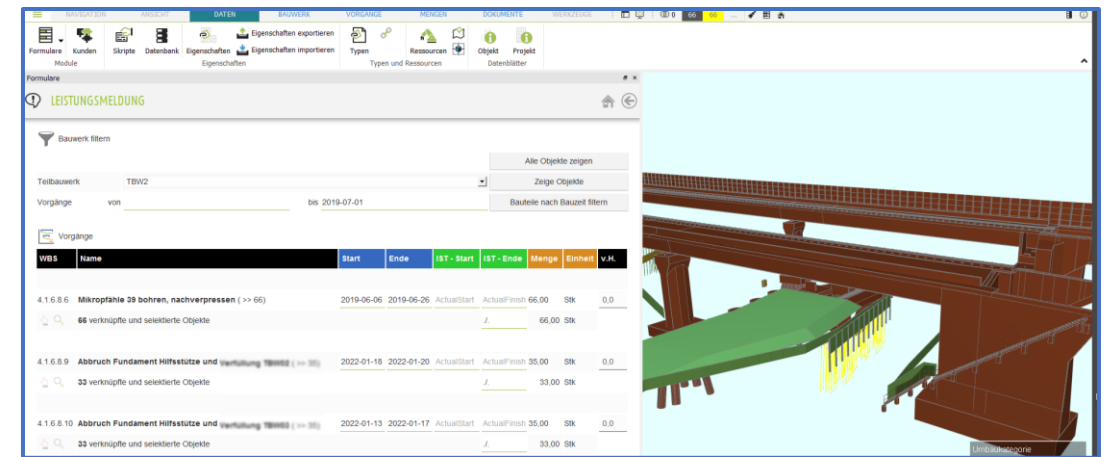 NAVIGATION ANSICHT DATEN BAUWERK VORGÄNGE MENGEN DOKUMENTE WERKZEUGE 0 66 66 ...
Eigenschaften exportieren
Eigenschaften importieren
Formulare Kunden Skripte Datenbank Eigenschaften Typen Ressourcen Objekt Projekt
Module Eigenschaften Typen und Ressourcen Datenblätter
Formulare
LEISTUNGSMELDUNG
Bauwerk filtern
Alle Objekte zeigen
Teilbauwerk TBW2 Zeige Objekte
Vorgänge von bis 2019-07-01 Bauteile nach Bauzeit filtern
Vorgänge
WBS Name Start Ende IST - Start IST - Ende Menge Einheit v.H.
4.1.6.8.6 Mikropfähle 39 bohren, nachverpressen ( >> 66) 2019-06-06 2019-06-26 ActualStart ActualFinish 66,00 Stk 0,0
66 verknüpfte und selektierte Objekte ./. 66,00 Stk
4.1.6.8.9 Abbruch Fundament Hilfsstütze und 2022-01-18 2022-01-20 ActualStart ActualFinish 35,00 Stk 0,0
33 verknüpfte und selektierte Objekte ./. 33,00 Stk
4.1.6.8.10 Abbruch Fundament Hilfsstütze und 2022-01-13 2022-01-17 ActualStart ActualFinish 35,00 Stk 0,0
33 verknüpfte und selektierte Objekte ./. 33,00 Stk
Umbaukategorie